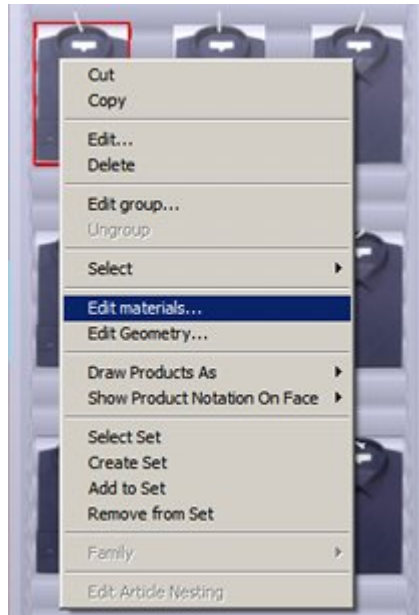 Cut
Copy
Edit...
Delete
Edit group...
Ungroup
Select
Edit materials...
Edit Geometry...
Draw Products As
Show Product Notation On Face
Select Set
Create Set
Add to Set
Remove from Set
Family
Edit Article Nesting